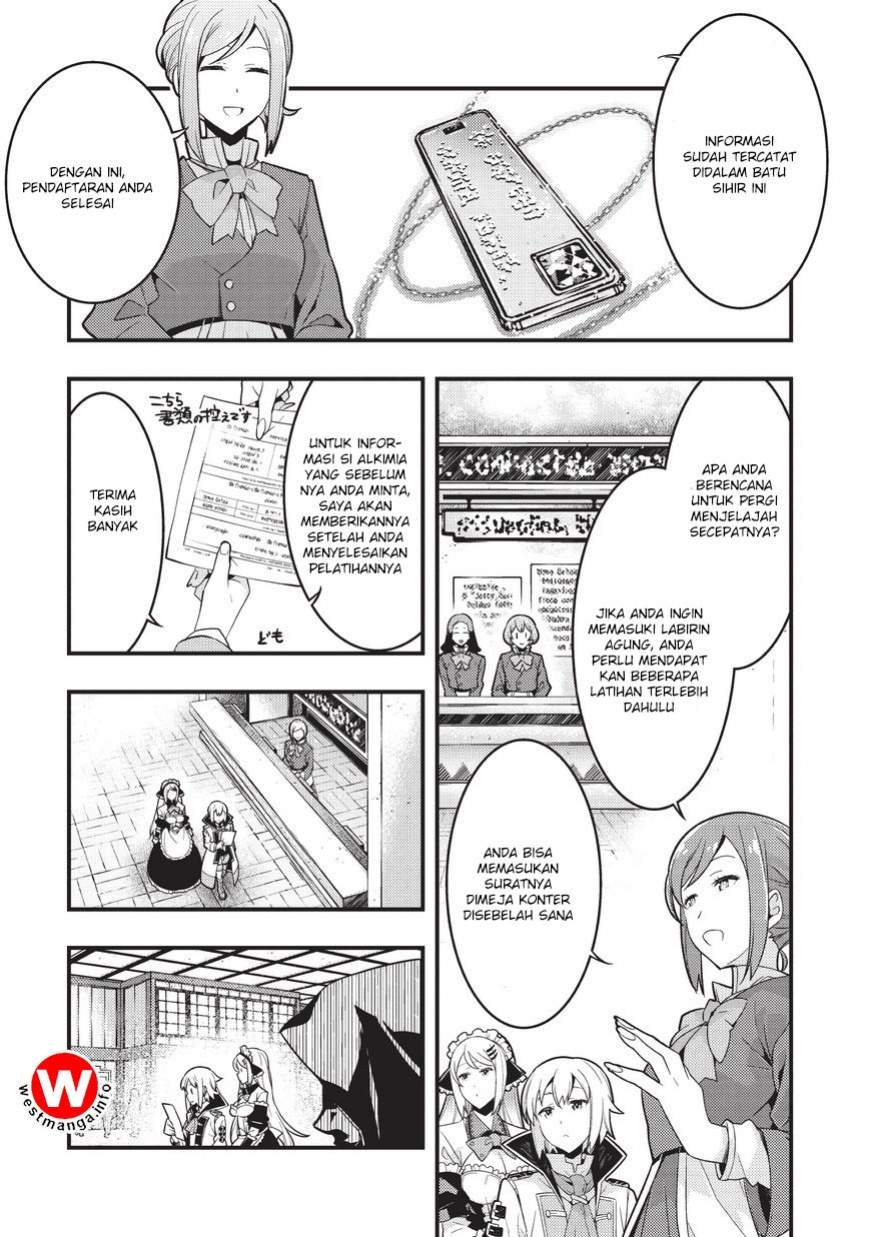 INFORMASI
SUDAH TERCATAT
DIDALAM BATU
SIHIR INI
DENGAN INI,
PENDAFTARAN ANDA
SELESAI
APA ANDA
BERENCANA
UNTUK PERGI
MENJELAJAH
SECEPATNYA?
JIKA ANDA INGIN
MEMASUKI LABIRIN
AGUNG, ANDA
PERLU MENDAPAT
KAN BEBERAPA
LATIHAN TERLEBIH
DAHULU
ANDA BISA
MEMASUKAN
SURATNYA
DIMEJA KONTER
DISEBELAH SANA
こちら
書類の控えです
UNTUK INFOR-
MASI SI ALKIMIA
YANG SEBELUM
NYA ANDA MINTA,
SAYA AKAN
MEMBERIKANNYA
SETELAH ANDA
MENYELESAIKAN
PELATIHANNYA
TERIMA
KASIH
BANYAK
ども
W
westmanga.info